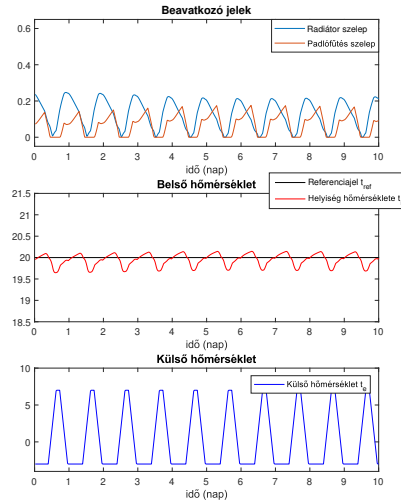 Beavatkozó jelek
0.6
0.4
0.2
0
Radiátor szelep
Padlófűtés szelep
0 1 2 3 4 5 6 7 8 9 10
idő (nap)
Belső hőmérséklet
21.5
21
20.5
20
19.5
19
18.5
Referenciajel t_ref
Helyiség hőmérséklete t
0 1 2 3 4 5 6 7 8 9 10
idő (nap)
Külső hőmérséklet
10
5
0
Külső hőmérséklet t_e
0 1 2 3 4 5 6 7 8 9 10
idő (nap)